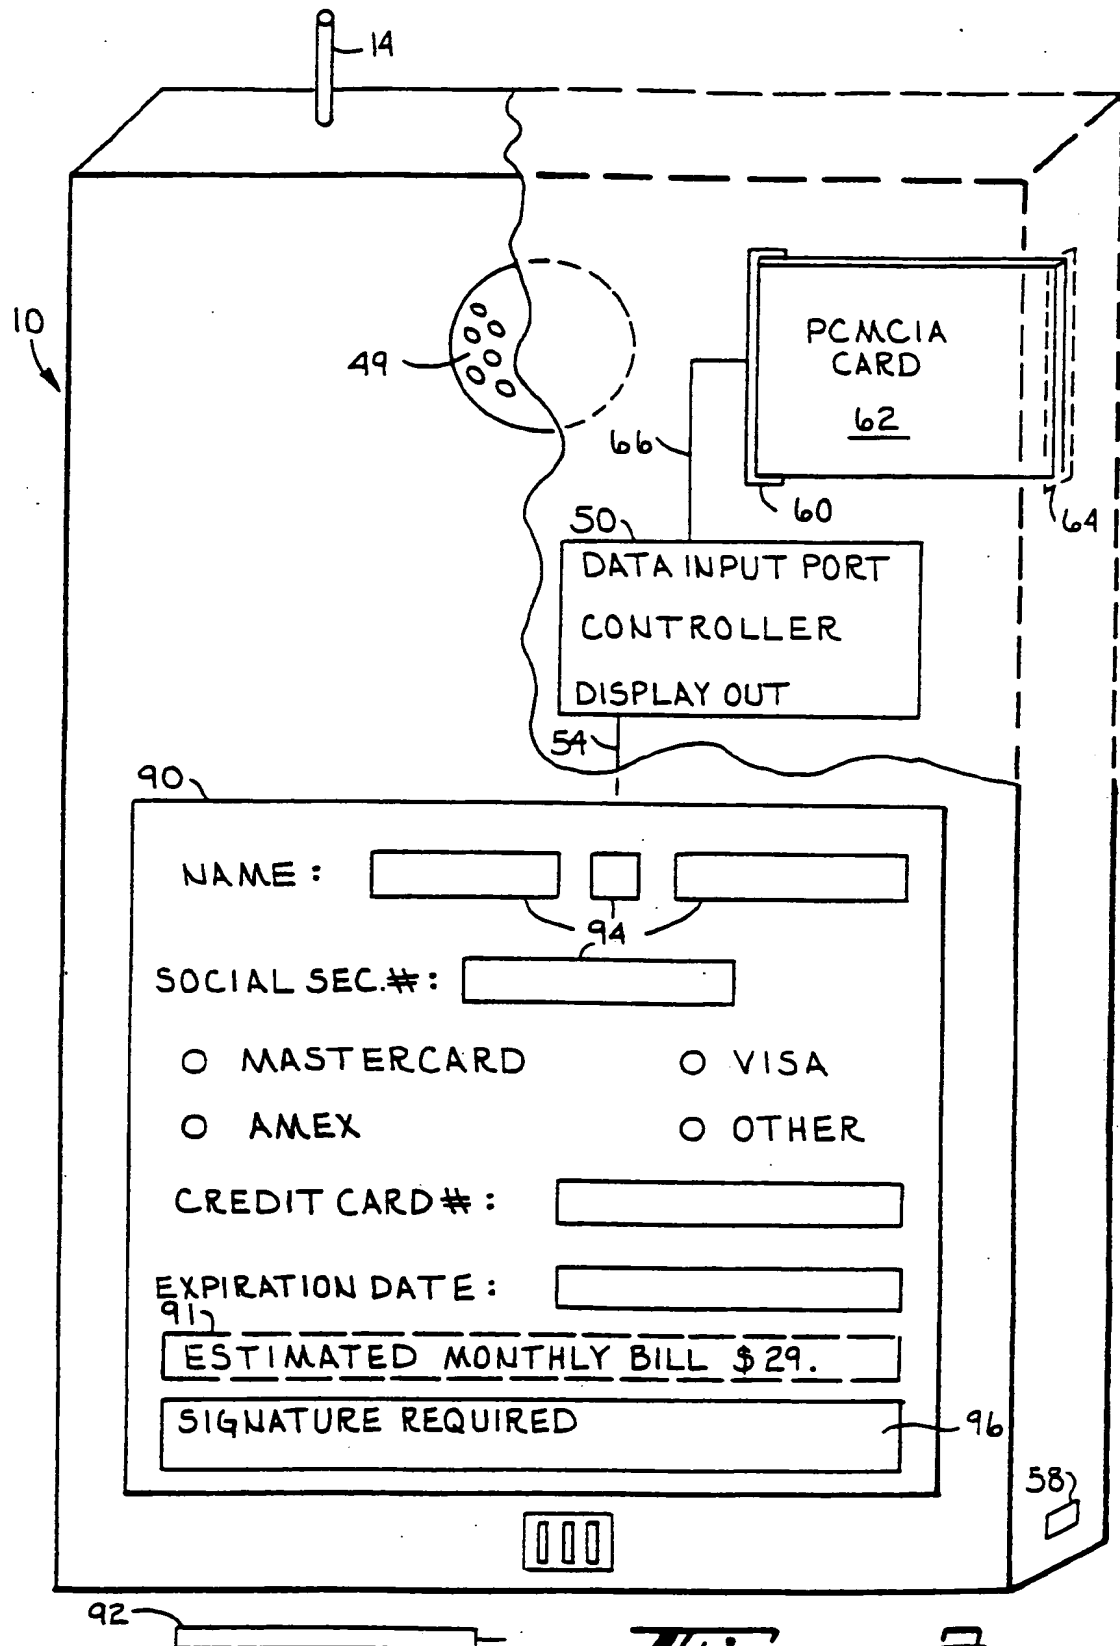 14
10
49
PCMCIA
CARD
62
66
60
64
50
DATA INPUT PORT
CONTROLLER
DISPLAY OUT
54
90
NAME :
94
SOCIAL SEC.# :
MASTERCARD
VISA
AMEX
OTHER
CREDIT CARD # :
EXPIRATION DATE :
91
ESTIMATED MONTHLY BILL $29.
SIGNATURE REQUIRED
96
58
92